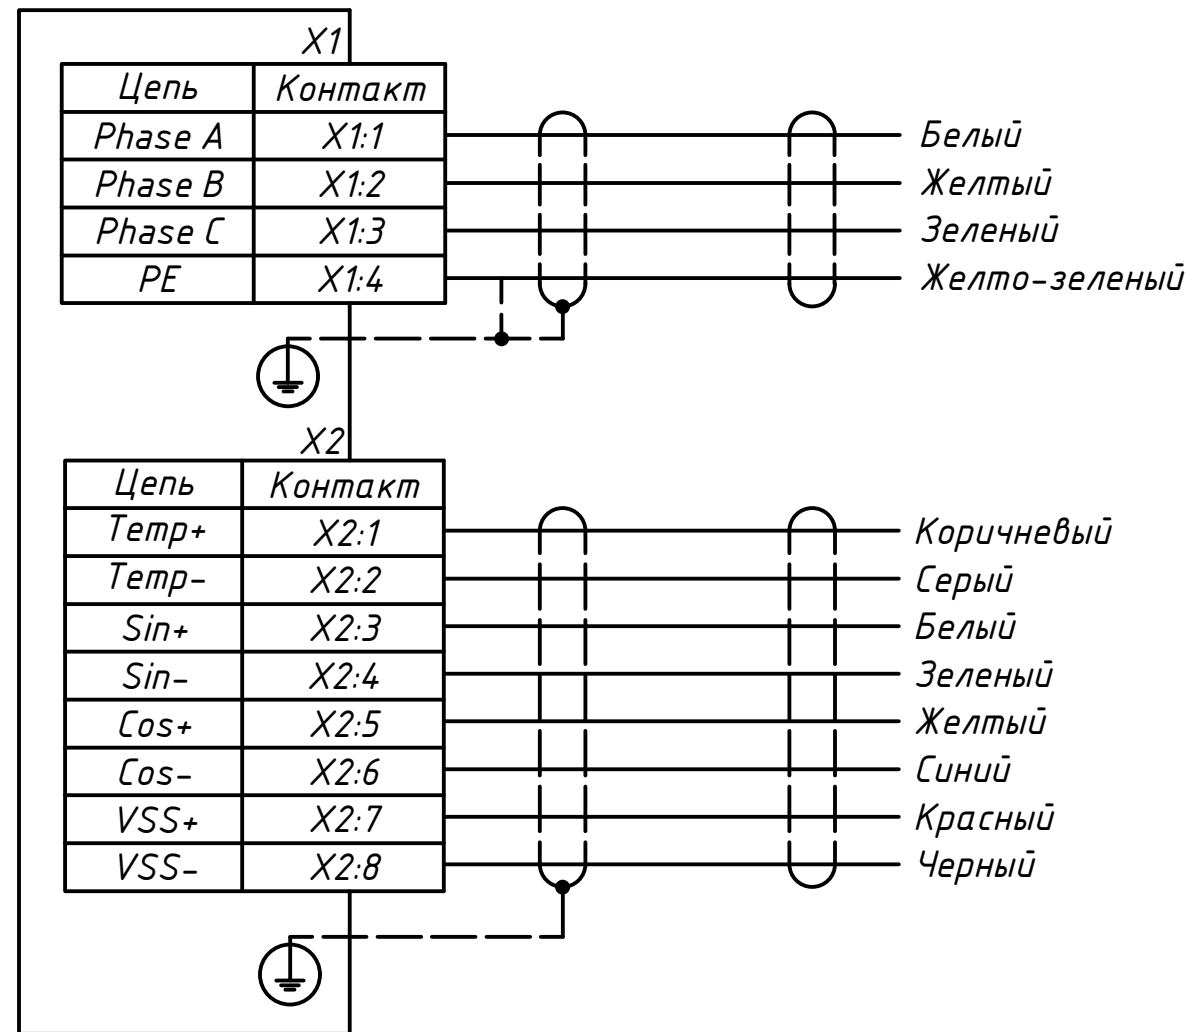 X1
Цепь Контакт
Phase A X1:1 Белый
Phase B X1:2 Желтый
Phase C X1:3 Зеленый
PE X1:4 Желто-зеленый
X2
Цепь Контакт
Temp+ X2:1 Коричневый
Temp- X2:2 Серый
Sin+ X2:3 Белый
Sin- X2:4 Зеленый
Cos+ X2:5 Желтый
Cos- X2:6 Синий
VSS+ X2:7 Красный
VSS- X2:8 Черный